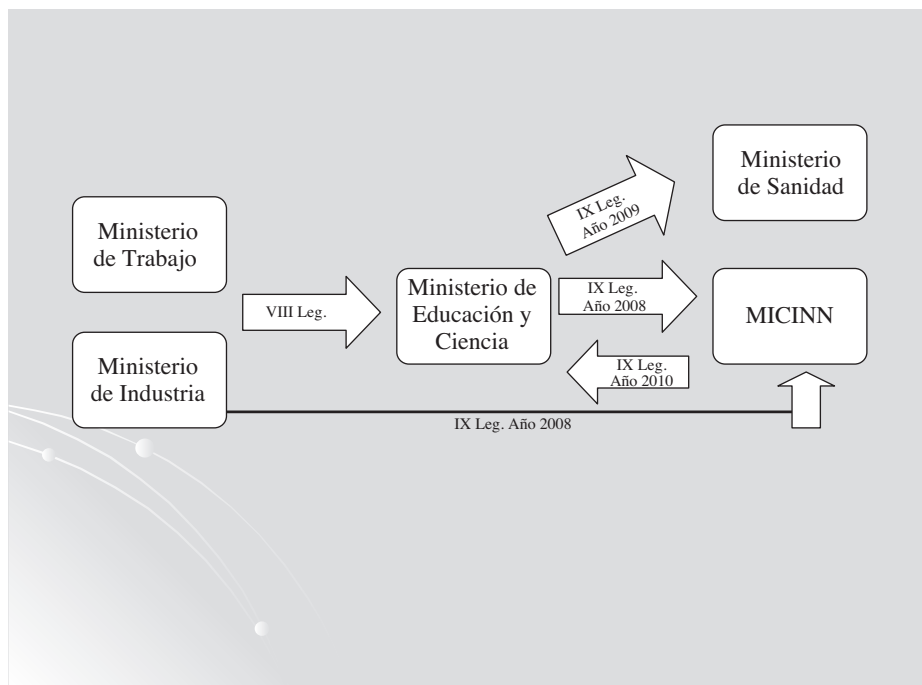 Ministerio
de Trabajo
Ministerio
de Industria
VIII Leg.
Ministerio de
Educación y
Ciencia
IX Leg.
Año 2009
IX Leg.
Año 2008
IX Leg.
Año 2010
Ministerio
de Sanidad
MICINN
IX Leg. Año 2008